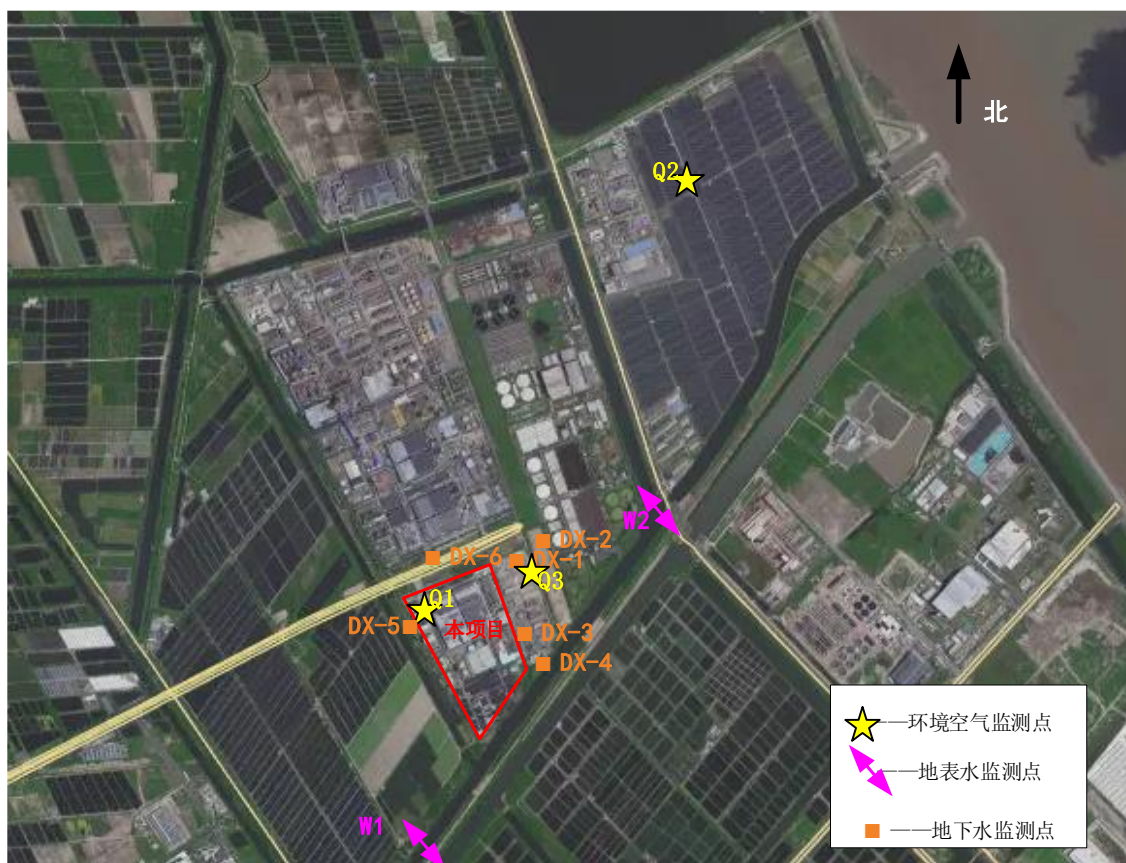 北
Q2
W2
DX-2
DX-6
DX-1
Q3
Q1
DX-5
本项目
DX-3
DX-4
W1
——环境空气监测点
——地表水监测点
——地下水监测点